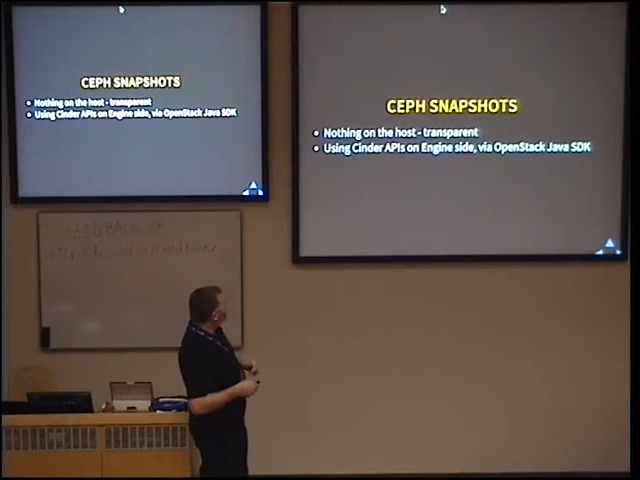 CEPH SNAPSHOTS
Nothing on the host - transparent
Using Cinder APIs on Engine side, via OpenStack Java SDK
CEPH SNAPSHOTS
Nothing on the host - transparent
Using Cinder APIs on Engine side, via OpenStack Java SDK
FEEDBACK @